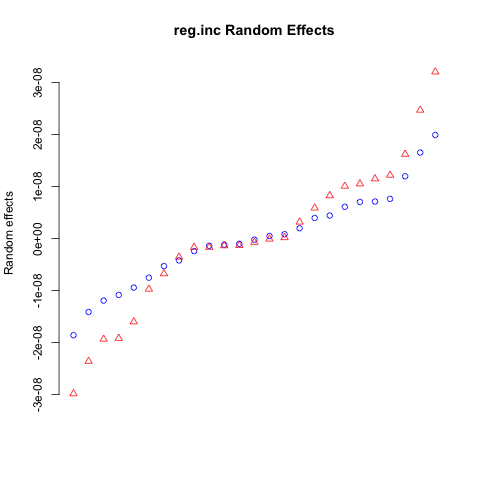 reg.inc Random Effects
3e-08
2e-08
1e-08
0e+00
-1e-08
-2e-08
-3e-08
Random effects